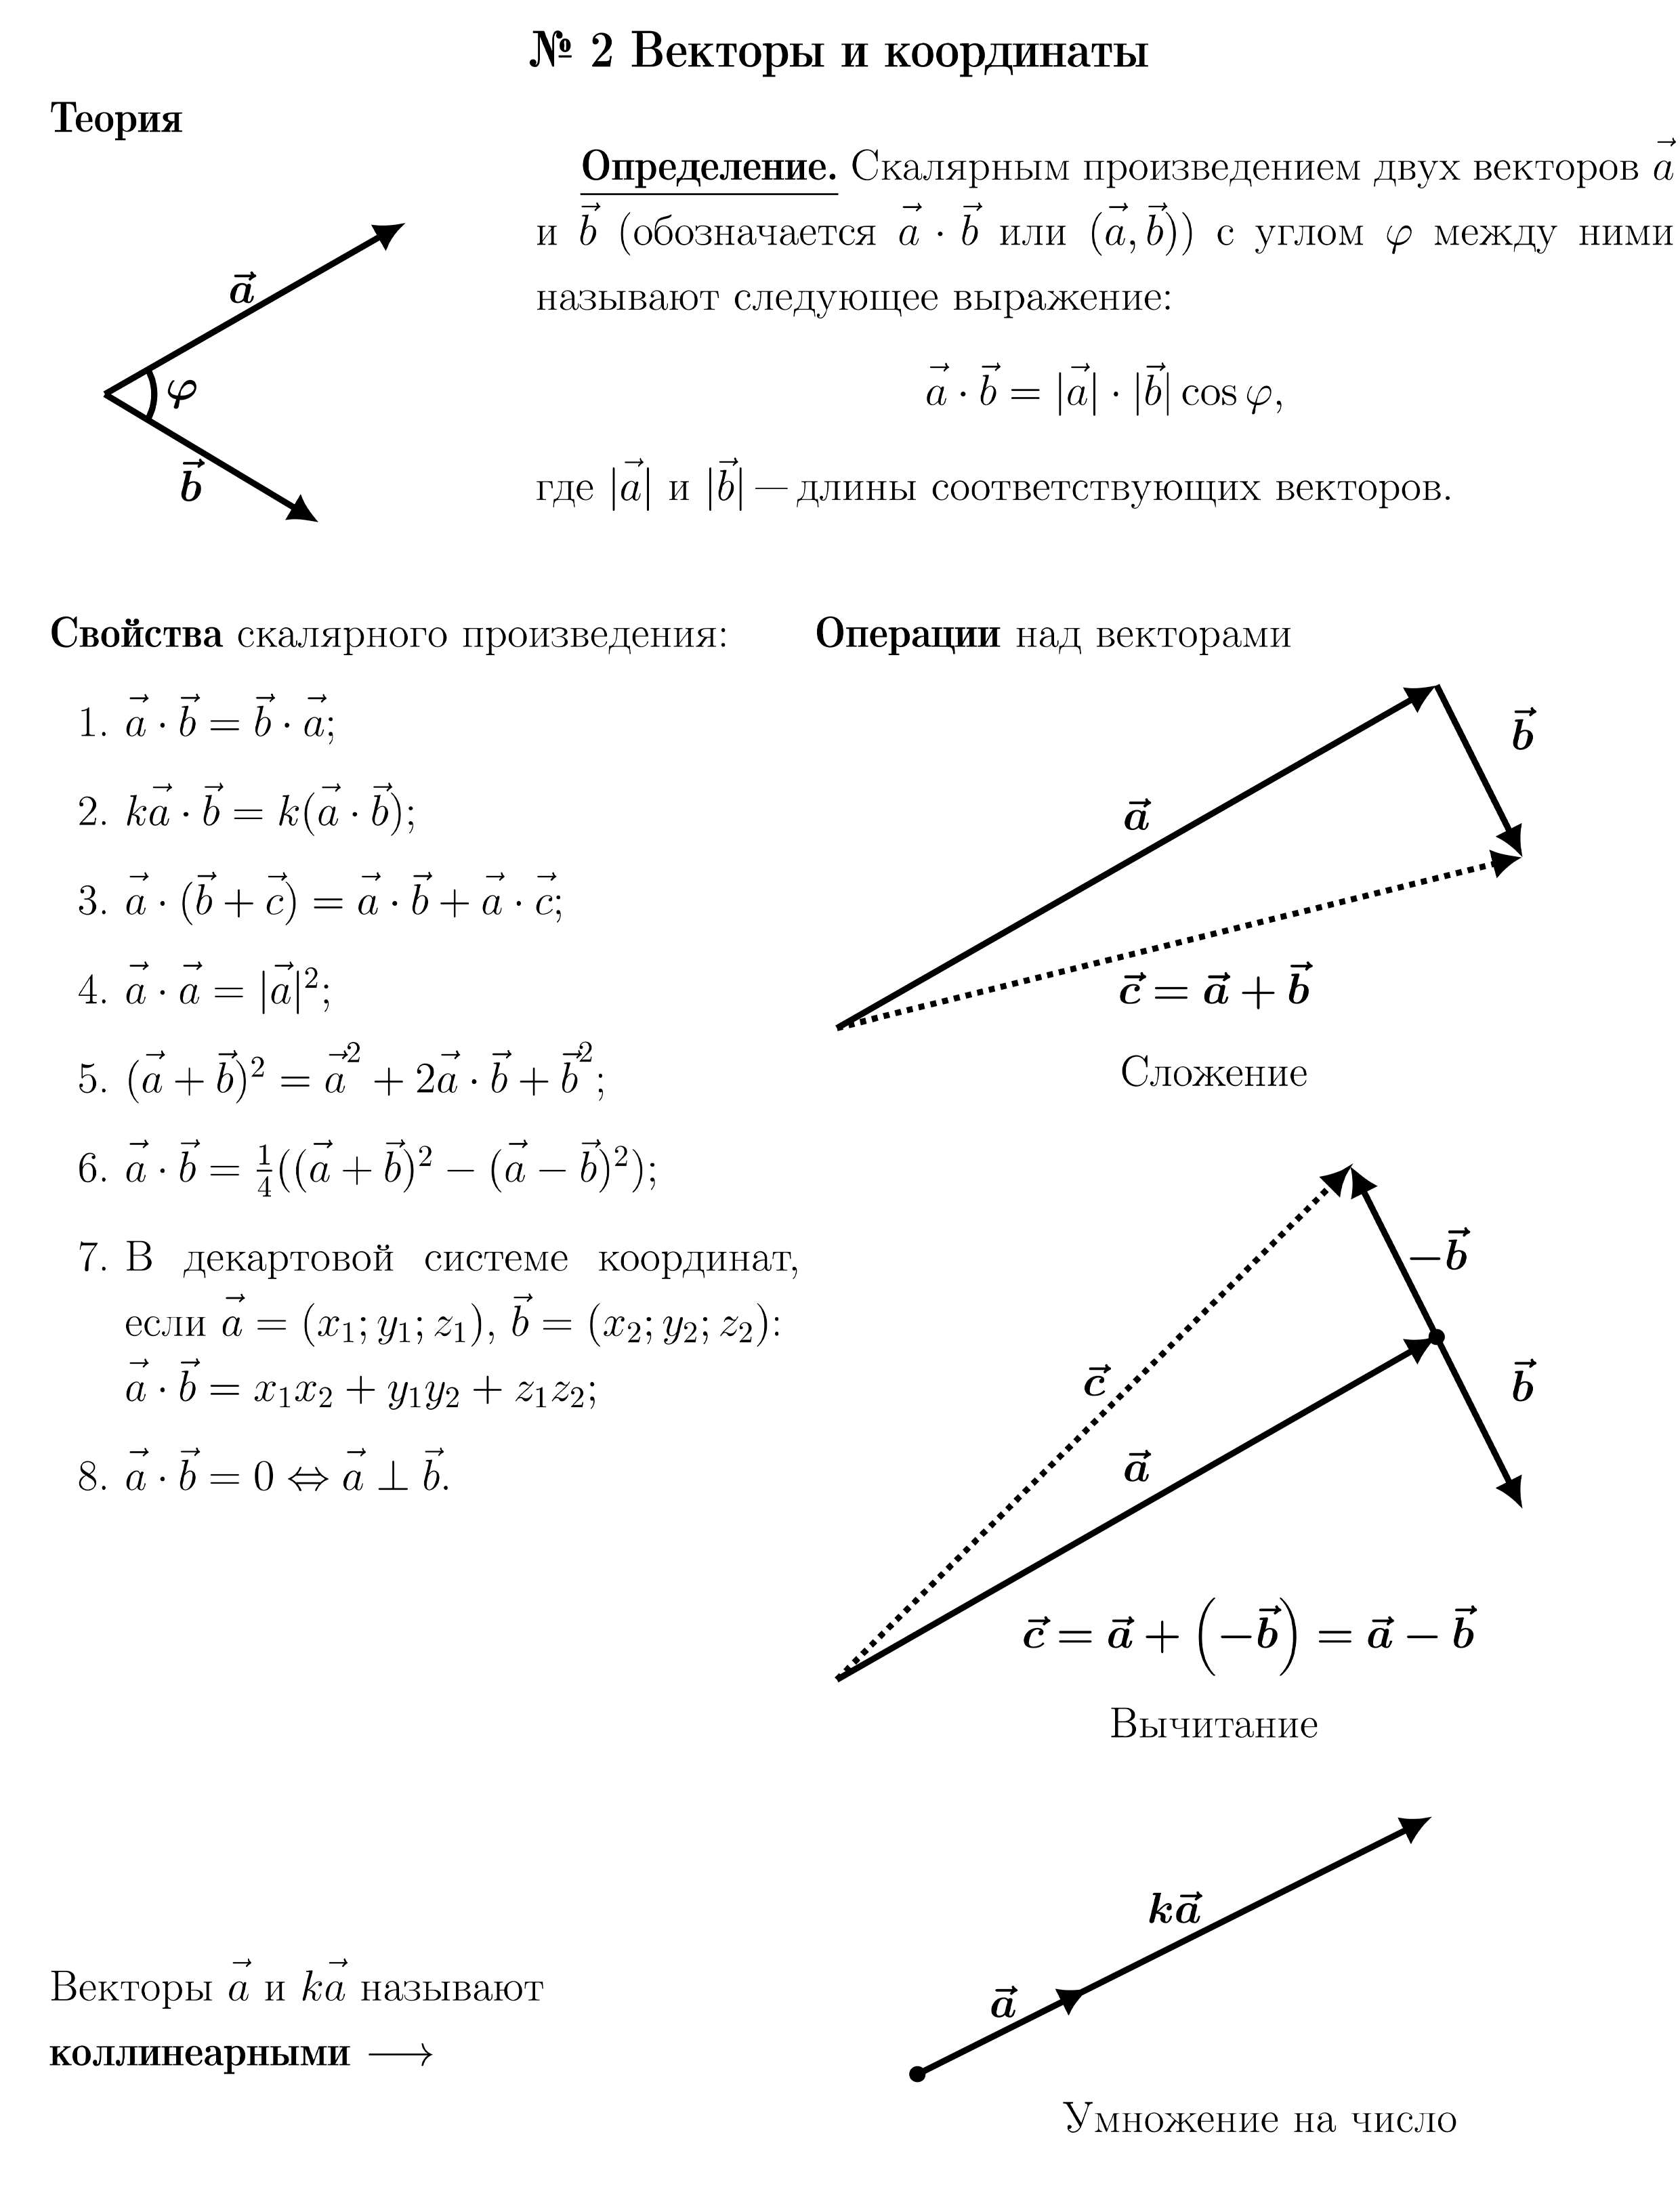 № 2 Векторы и координаты
Теория
Определение. Скалярным произведением двух векторов $\vec{a}$
и $\vec{b}$ (обозначается $\vec{a} \cdot \vec{b}$ или $(\vec{a}, \vec{b})$) с углом $\varphi$ между ними
называют следующее выражение:
$\vec{a} \cdot \vec{b} = |\vec{a}| \cdot |\vec{b}| \cos \varphi,$
где $|\vec{a}|$ и $|\vec{b}|$ — длины соответствующих векторов.
$\vec{a}$
$\varphi$
$\vec{b}$
Свойства скалярного произведения:
1. $\vec{a} \cdot \vec{b} = \vec{b} \cdot \vec{a}$;
2. $k\vec{a} \cdot \vec{b} = k(\vec{a} \cdot \vec{b})$;
3. $\vec{a} \cdot (\vec{b} + \vec{c}) = \vec{a} \cdot \vec{b} + \vec{a} \cdot \vec{c}$;
4. $\vec{a} \cdot \vec{a} = |\vec{a}|^2$;
5. $(\vec{a} + \vec{b})^2 = \vec{a}^2 + 2\vec{a} \cdot \vec{b} + \vec{b}^2$;
6. $\vec{a} \cdot \vec{b} = \frac{1}{4}((\vec{a} + \vec{b})^2 - (\vec{a} - \vec{b})^2)$;
7. В декартовой системе координат,
если $\vec{a} = (x_1; y_1; z_1)$, $\vec{b} = (x_2; y_2; z_2)$:
$\vec{a} \cdot \vec{b} = x_1x_2 + y_1y_2 + z_1z_2$;
8. $\vec{a} \cdot \vec{b} = 0 \Leftrightarrow \vec{a} \perp \vec{b}$.
Операции над векторами
$\vec{b}$
$\vec{a}$
$\vec{c} = \vec{a} + \vec{b}$
Сложение
$-\vec{b}$
$\vec{c}$
$\vec{b}$
$\vec{a}$
$\vec{c} = \vec{a} + \left(-\vec{b}\right) = \vec{a} - \vec{b}$
Вычитание
Векторы $\vec{a}$ и $k\vec{a}$ называют
коллинеарными ⟶
$k\vec{a}$
$\vec{a}$
Умножение на число